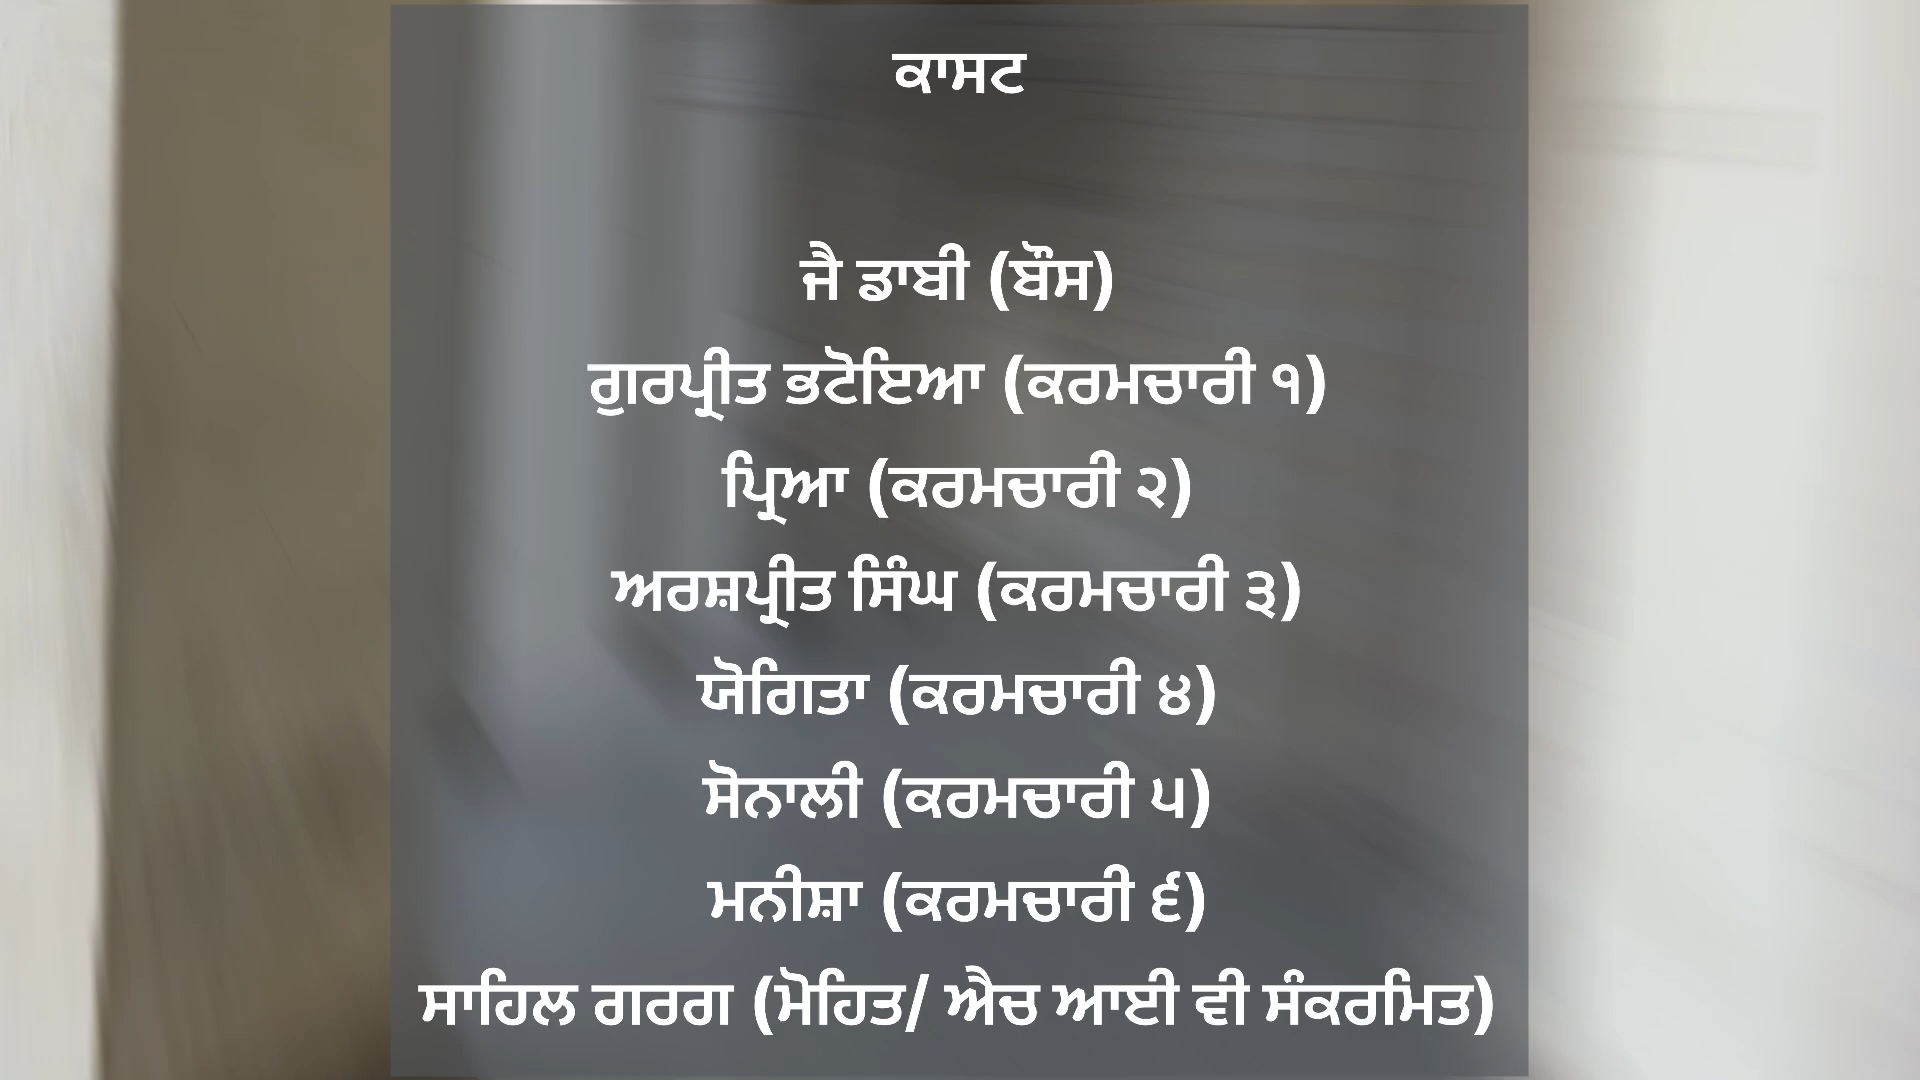 ਕਾਸਟ
ਜੈ ਡਾਬੀ (ਬੌਸ)
ਗੁਰਪ੍ਰੀਤ ਭਟੋਇਆ (ਕਰਮਚਾਰੀ ੧)
ਪ੍ਰਿਆ (ਕਰਮਚਾਰੀ ੨)
ਅਰਸ਼ਪ੍ਰੀਤ ਸਿੰਘ (ਕਰਮਚਾਰੀ ੩)
ਯੋਗਿਤਾ (ਕਰਮਚਾਰੀ ੪)
ਸੋਨਾਲੀ (ਕਰਮਚਾਰੀ ੫)
ਮਨੀਸ਼ਾ (ਕਰਮਚਾਰੀ ੬)
ਸਾਹਿਲ ਗਰਗ (ਮੋਹਿਤ/ ਐਚ ਆਈ ਵੀ ਸੰਕਰਮਿਤ)